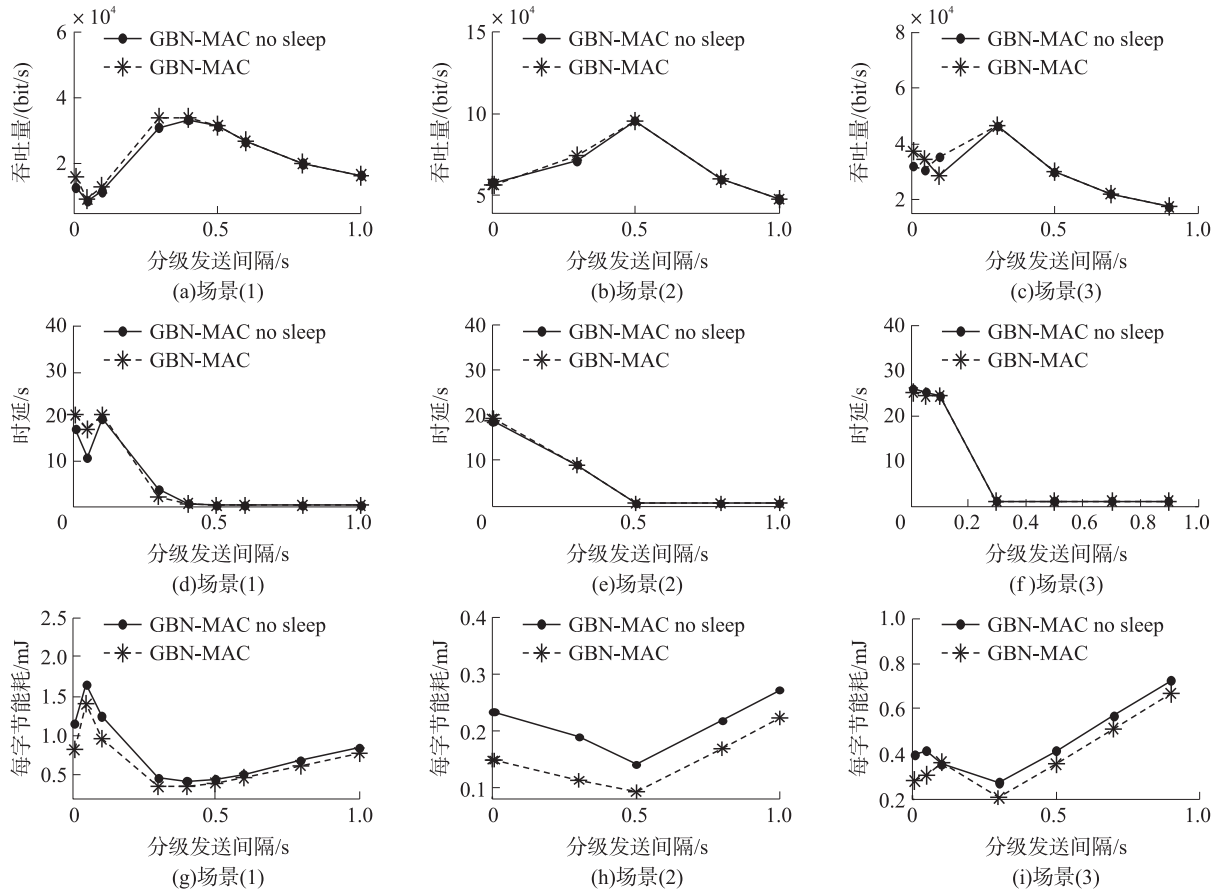 × 10⁴
6
4
2
吞吐量/(bit/s)
GBN-MAC no sleep
GBN-MAC
0
0.5
1.0
分级发送间隔/s
(a)场景(1)
× 10⁴
15
10
5
吞吐量/(bit/s)
GBN-MAC no sleep
GBN-MAC
0
0.5
1.0
分级发送间隔/s
(b)场景(2)
× 10⁴
8
6
4
2
吞吐量/(bit/s)
GBN-MAC no sleep
GBN-MAC
0
0.5
1.0
分级发送间隔/s
(c)场景(3)
40
30
20
10
时延/s
GBN-MAC no sleep
GBN-MAC
0
0.5
1.0
分级发送间隔/s
(d)场景(1)
40
30
20
10
时延/s
GBN-MAC no sleep
GBN-MAC
0
0.5
1.0
分级发送间隔/s
(e)场景(2)
40
30
20
10
时延/s
GBN-MAC no sleep
GBN-MAC
0
0.2
0.4
0.6
0.8
1.0
分级发送间隔/s
(f)场景(3)
2.5
2.0
1.5
1.0
0.5
每字节能耗/mJ
GBN-MAC no sleep
GBN-MAC
0
0.5
1.0
分级发送间隔/s
(g)场景(1)
0.4
0.3
0.2
0.1
每字节能耗/mJ
GBN-MAC no sleep
GBN-MAC
0
0.5
1.0
分级发送间隔/s
(h)场景(2)
1.0
0.8
0.6
0.4
0.2
每字节能耗/mJ
GBN-MAC no sleep
GBN-MAC
0
0.5
1.0
分级发送间隔/s
(i)场景(3)